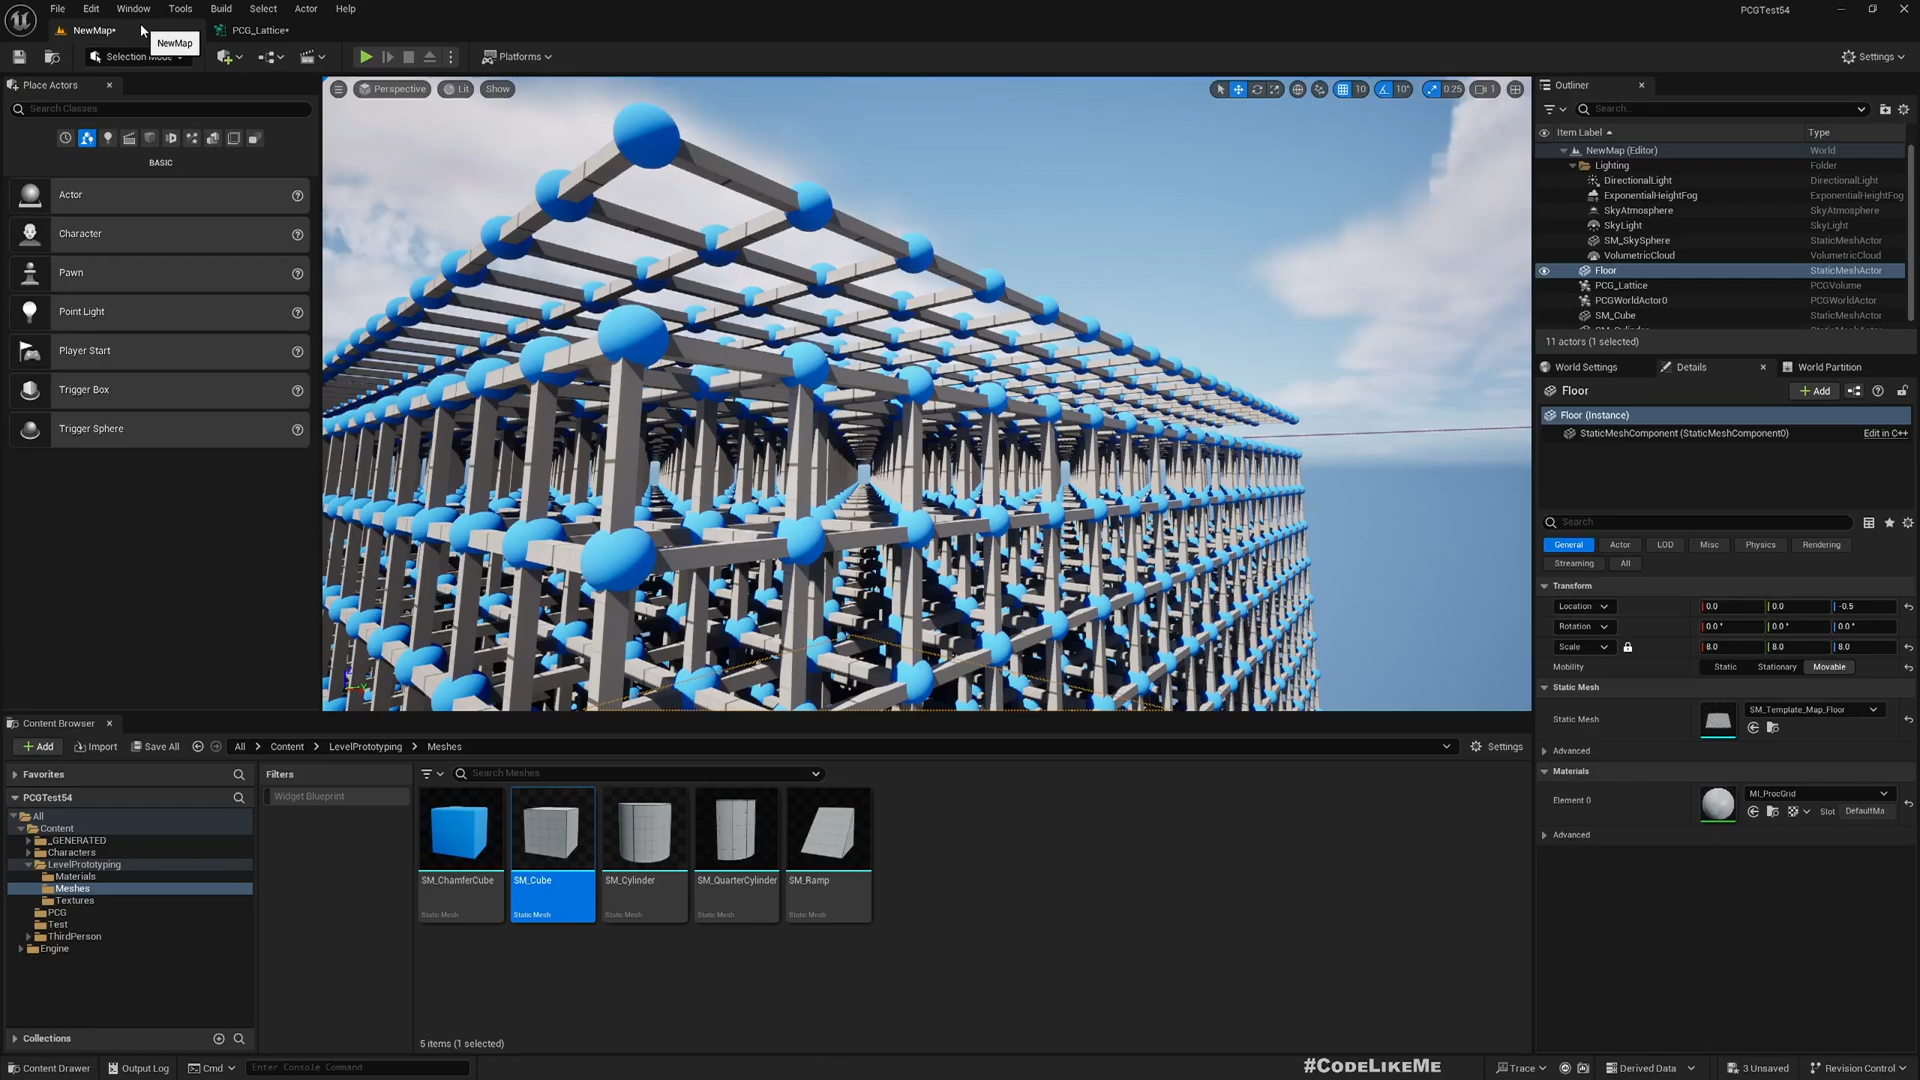 File Edit Window Tools Build Select Actor Help
PCGTest54
NewMap*
PCG_Lattice*
NewMap
Selection Mode
Platforms
Settings
Place Actors
Search Classes
BASIC
Actor
Character
Pawn
Point Light
Player Start
Trigger Box
Trigger Sphere
Perspective Lit Show
10 10° 0.25 1
Outliner
Search...
Item Label Type
NewMap (Editor) World
Lighting Folder
DirectionalLight DirectionalLight
ExponentialHeightFog ExponentialHeightFog
SkyAtmosphere SkyAtmosphere
SkyLight SkyLight
SM_SkySphere StaticMeshActor
VolumetricCloud VolumetricCloud
Floor StaticMeshActor
PCG_Lattice PCGVolume
PCGWorldActor0 PCGWorldActor
SM_Cube StaticMeshActor
SM_Cylinder StaticMeshActor
11 actors (1 selected)
World Settings Details World Partition
Floor
Add
Floor (Instance)
StaticMeshComponent (StaticMeshComponent0) Edit in C++
Search
General Actor LOD Misc Physics Rendering
Streaming All
Transform
Location 0.0 0.0 -0.5
Rotation 0.0° 0.0° 0.0°
Scale 8.0 8.0 8.0
Mobility Static Stationary Movable
Static Mesh
Static Mesh SM_Template_Map_Floor
Advanced
Materials
Element 0 MI_ProcGrid
Slot DefaultMa
Advanced
Content Browser
Add Import Save All All Content LevelPrototyping Meshes
Settings
Favorites
PCGTest54
All
Content
_GENERATED
Characters
LevelPrototyping
Materials
Meshes
Textures
PCG
Test
ThirdPerson
Engine
Collections
Filters
Widget Blueprint
Search Meshes
SM_ChamferCube
Static Mesh
SM_Cube
Static Mesh
SM_Cylinder
Static Mesh
SM_QuarterCylinder
Static Mesh
SM_Ramp
Static Mesh
5 items (1 selected)
#CodeLikeMe
Content Drawer Output Log Cmd Enter Console Command
Trace Derived Data 3 Unsaved Revision Control